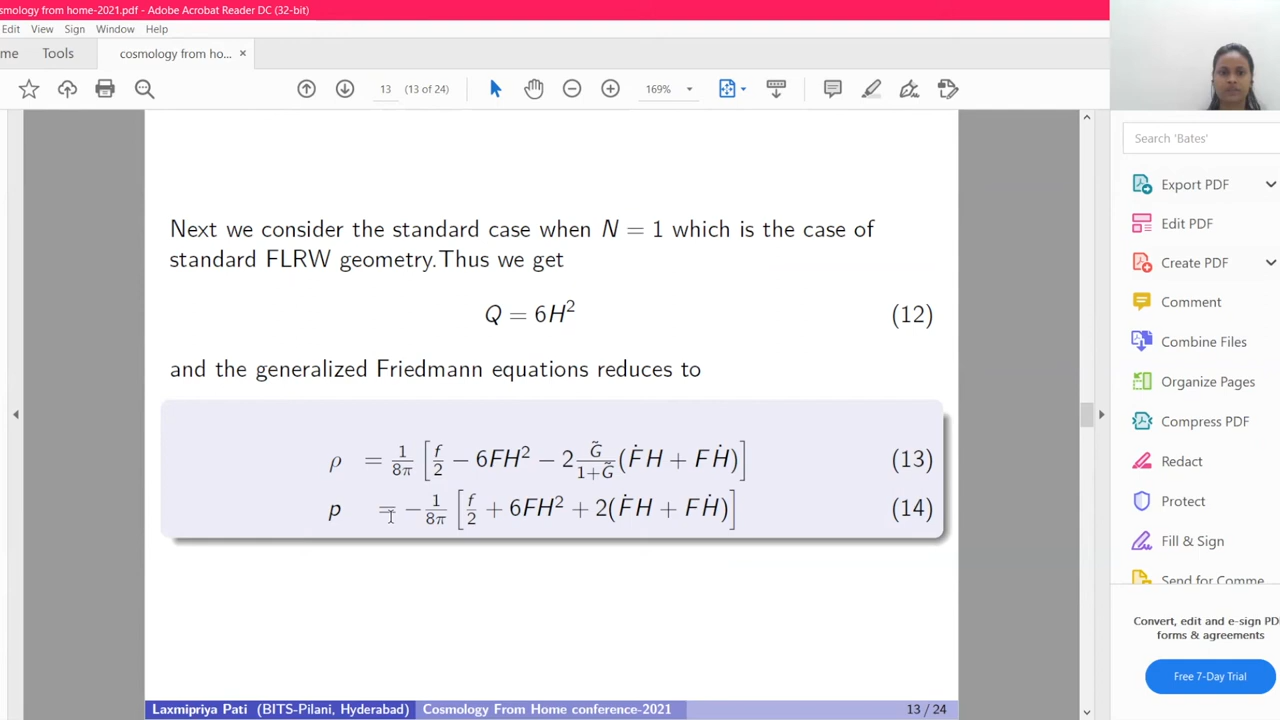 smology from home-2021.pdf - Adobe Acrobat Reader DC (32-bit)
Edit View Sign Window Help
me Tools cosmology from ho... ×
13 (13 of 24) 169%
Search 'Bates'
Export PDF
Edit PDF
Create PDF
Comment
Combine Files
Organize Pages
Compress PDF
Redact
Protect
Fill & Sign
Send for Comme
Convert, edit and e-sign PD
forms & agreements
Free 7-Day Trial
Next we consider the standard case when N = 1 which is the case of
standard FLRW geometry.Thus we get
Q = 6H² (12)
and the generalized Friedmann equations reduces to
ρ = 1/8π [f/2 − 6FH² − 2 G̃/1+G̃ (ḞH + FḢ)] (13)
p = −1/8π [f/2 + 6FH² + 2(ḞH + FḢ)] (14)
Laxmipriya Pati (BITS-Pilani, Hyderabad) Cosmology From Home conference-2021 13 / 24